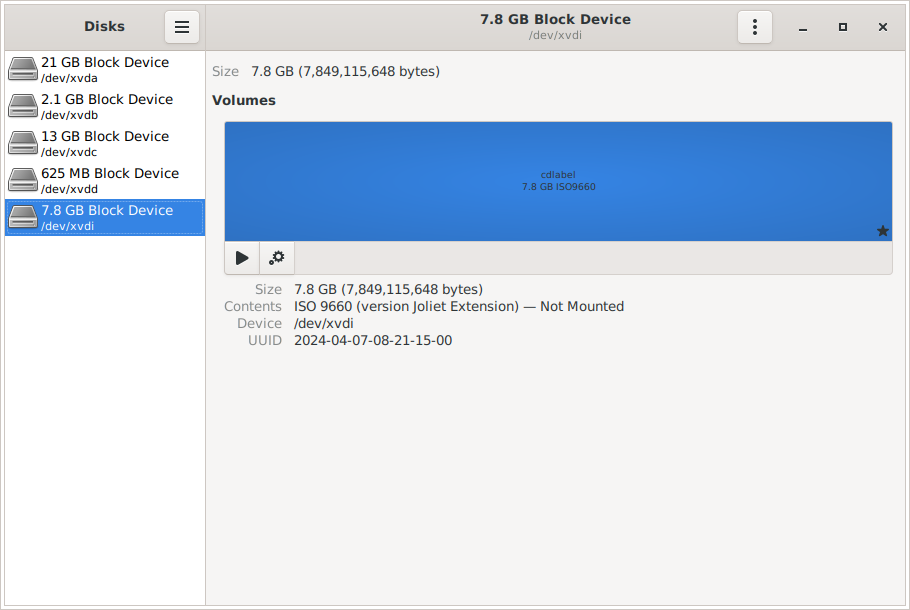 Disks
7.8 GB Block Device
/dev/xvdi
21 GB Block Device
/dev/xvda
2.1 GB Block Device
/dev/xvdb
13 GB Block Device
/dev/xvdc
625 MB Block Device
/dev/xvdd
7.8 GB Block Device
/dev/xvdi
Size 7.8 GB (7,849,115,648 bytes)
Volumes
cdlabel
7.8 GB ISO9660
Size 7.8 GB (7,849,115,648 bytes)
Contents ISO 9660 (version Joliet Extension) — Not Mounted
Device /dev/xvdi
UUID 2024-04-07-08-21-15-00